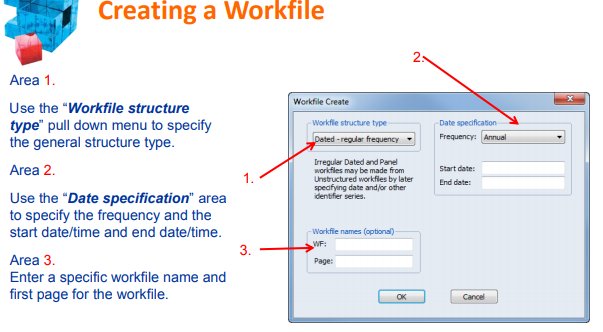 Creating a Workfile
Area 1.
Use the “Workfile structure
type” pull down menu to specify
the general structure type.
Area 2.
Use the “Date specification” area
to specify the frequency and the
start date/time and end date/time.
Area 3.
Enter a specific workfile name and
first page for the workfile.
1.
2.
3.
Workfile Create
Workfile structure type
Dated - regular frequency
Irregular Dated and Panel
workfiles may be made from
Unstructured workfiles by later
specifying date and/or other
identifier series.
Date specification
Frequency: Annual
Start date:
End date:
Workfile names (optional)
WF:
Page:
OK
Cancel